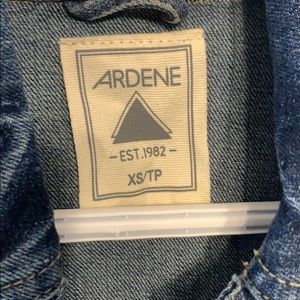 ARDENE
- EST.1982 -
XS/TP